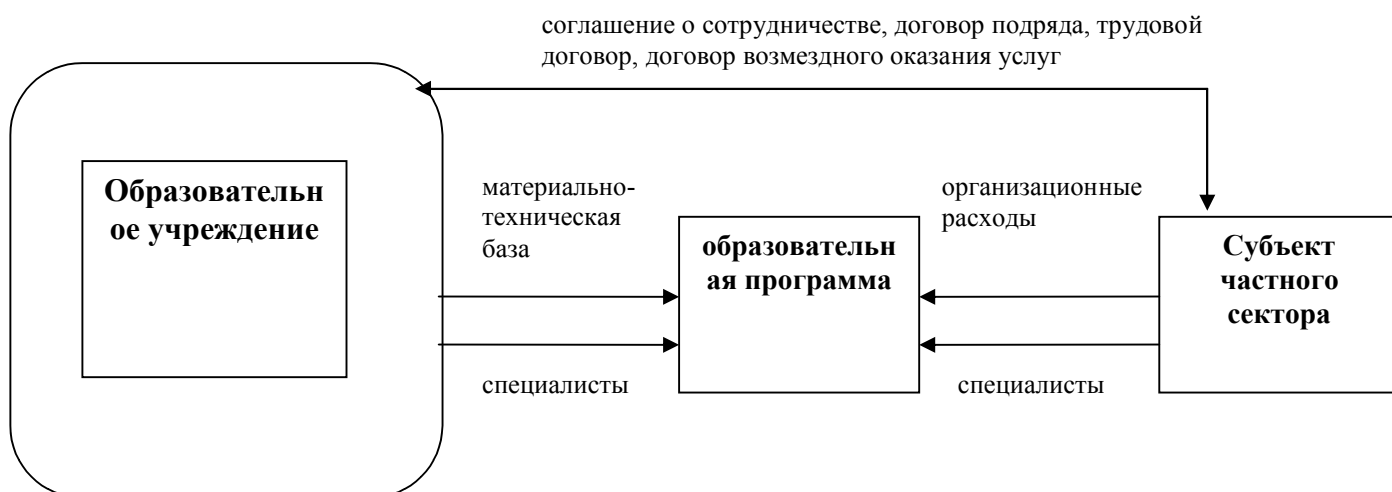 соглашение о сотрудничестве, договор подряда, трудовой
договор, договор возмездного оказания услуг
Образовательн
ое учреждение
материально-
техническая
база
специалисты
образовательн
ая программа
организационные
расходы
специалисты
Субъект
частного
сектора